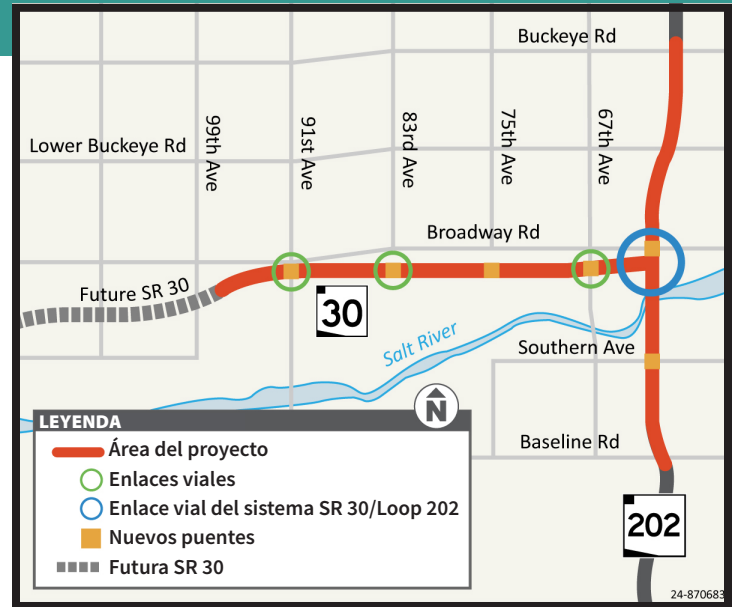 Buckeye Rd
99th Ave
91st Ave
83rd Ave
75th Ave
67th Ave
Lower Buckeye Rd
Broadway Rd
Future SR 30
30
Salt River
Southern Ave
N
LEYENDA
Área del proyecto
Enlaces viales
Enlace vial del sistema SR 30/Loop 202
Nuevos puentes
Futura SR 30
Baseline Rd
202
24-870683